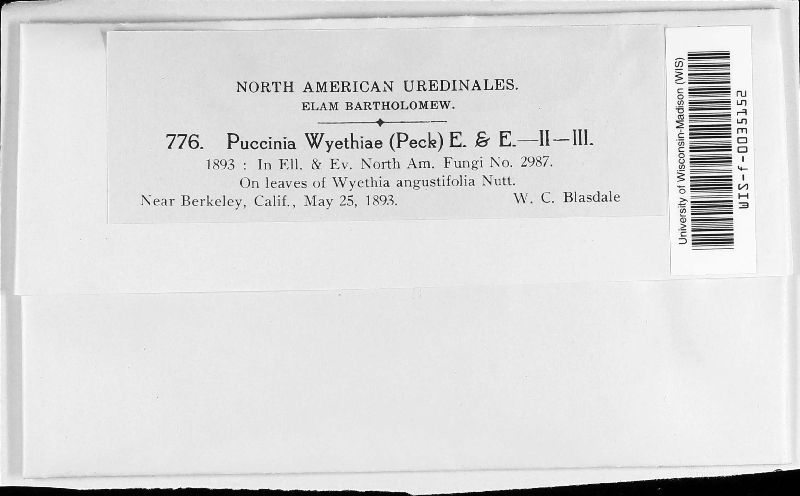 NORTH AMERICAN UREDINALES.
ELAM BARTHOLOMEW.
776. Puccinia Wyethiae (Peck) E. & E.—II—III.
1893 : In Ell. & Ev. North Am. Fungi No. 2987.
On leaves of Wyethia angustifolia Nutt.
Near Berkeley, Calif., May 25, 1893. W. C. Blasdale
University of Wisconsin-Madison (WIS)
WIS-f-0035752